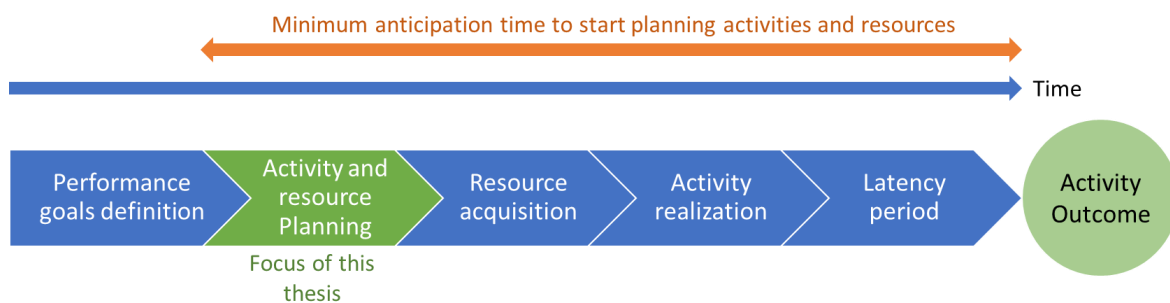 Minimum anticipation time to start planning activities and resources
Time
Performance
goals definition
Activity and
resource
Planning
Resource
acquisition
Activity
realization
Latency
period
Activity
Outcome
Focus of this
thesis